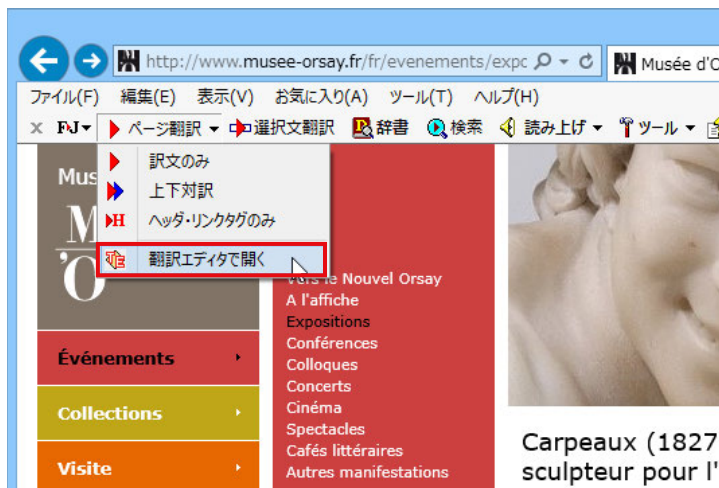 http://www.musee-orsay.fr/fr/evenements/expc
Musée d'O
ファイル(F) 編集(E) 表示(V) お気に入り(A) ツール(T) ヘルプ(H)
× FJ ページ翻訳 選択文翻訳 辞書 検索 読み上げ ツール
訳文のみ
上下対訳
ヘッダ・リンクタグのみ
翻訳エディタで開く
Mus
M
'O
Vers le Nouvel Orsay
A l'affiche
Expositions
Conférences
Colloques
Concerts
Cinéma
Spectacles
Cafés littéraires
Autres manifestations
Événements
Collections
Visite
Carpeaux (1827
sculpteur pour l'